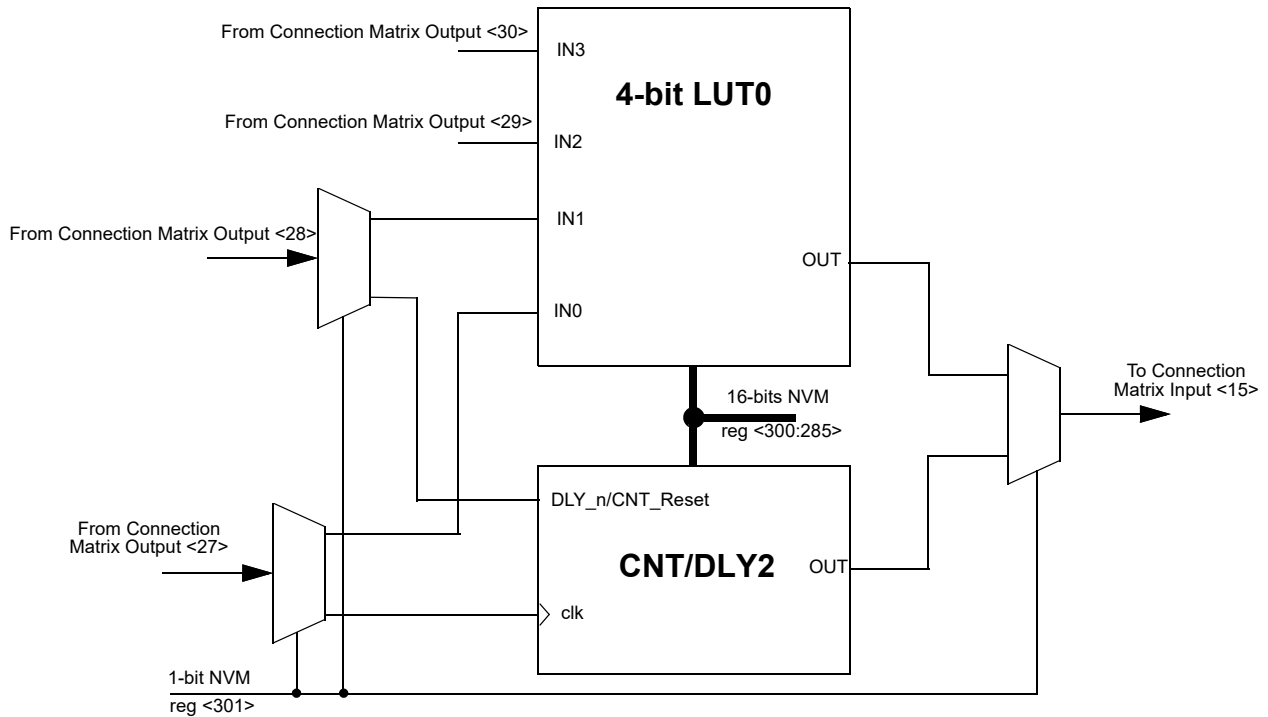 From Connection Matrix Output <30>
IN3
4-bit LUT0
From Connection Matrix Output <29>
IN2
IN1
From Connection Matrix Output <28>
OUT
IN0
To Connection
Matrix Input <15>
16-bits NVM
reg <300:285>
DLY_n/CNT_Reset
From Connection
Matrix Output <27>
CNT/DLY2
OUT
clk
1-bit NVM
reg <301>